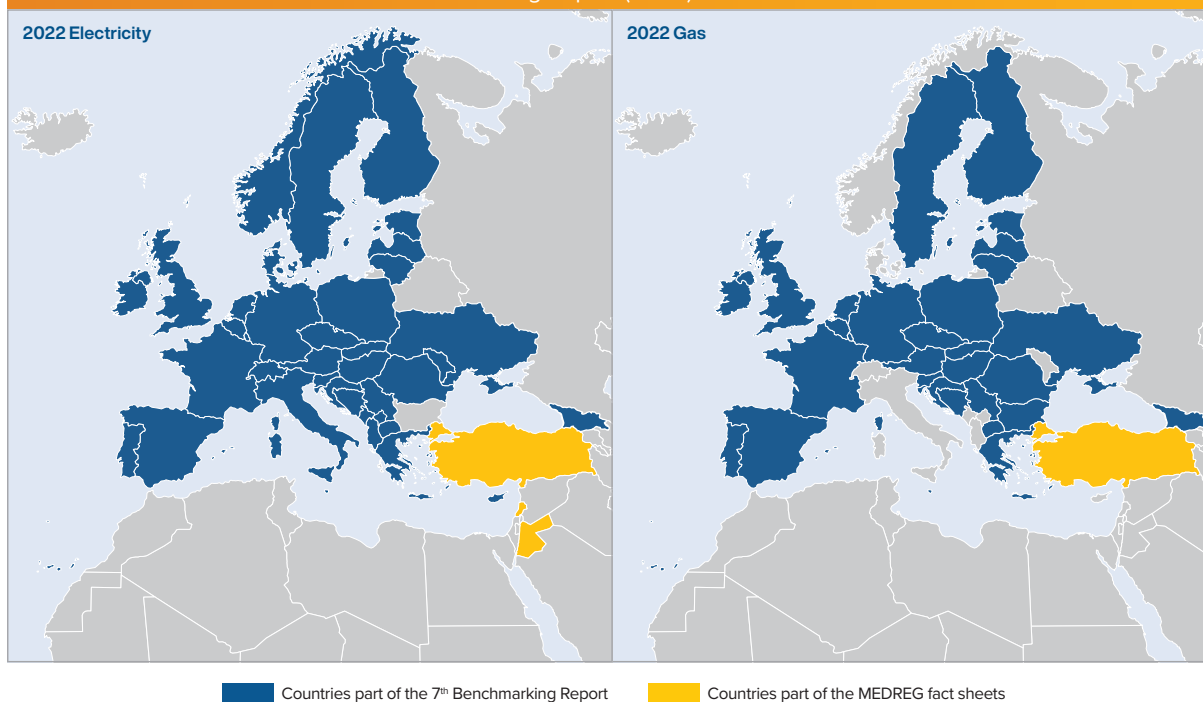 2022 Electricity
2022 Gas
Countries part of the 7th Benchmarking Report
Countries part of the MEDREG fact sheets